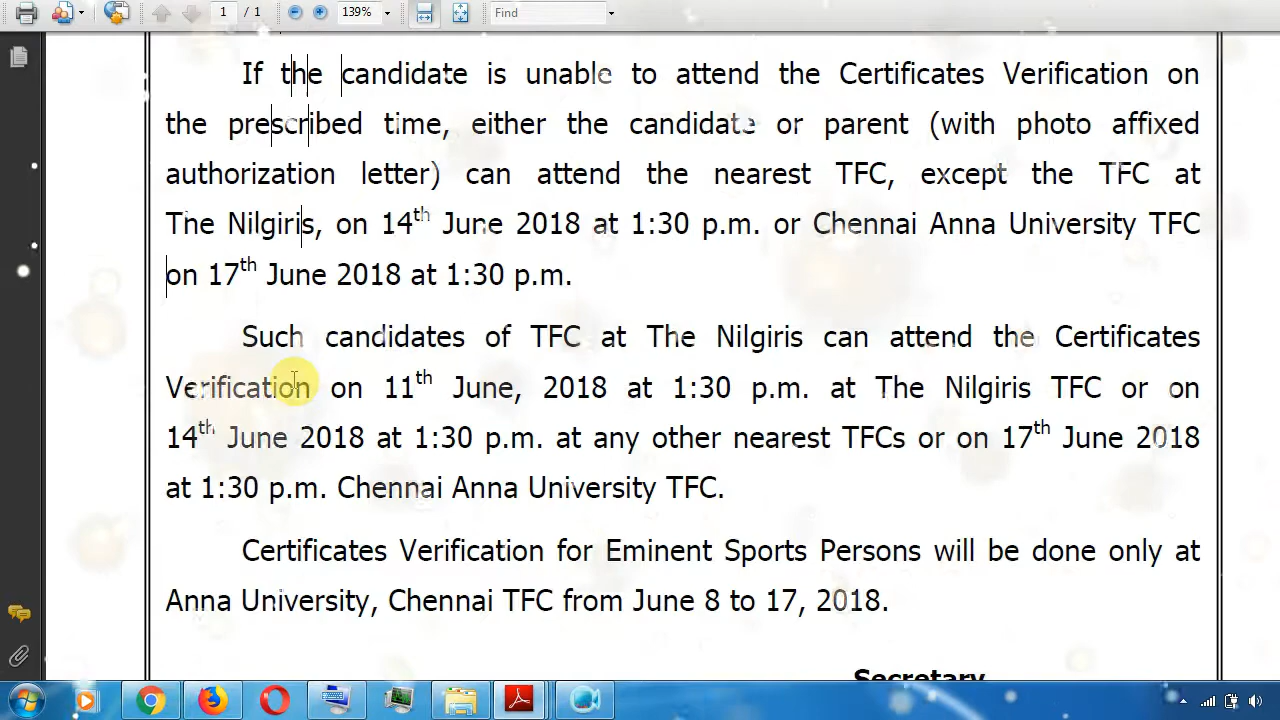 1 / 1 139% Find
If the candidate is unable to attend the Certificates Verification on
the prescribed time, either the candidate or parent (with photo affixed
authorization letter) can attend the nearest TFC, except the TFC at
The Nilgiris, on 14th June 2018 at 1:30 p.m. or Chennai Anna University TFC
on 17th June 2018 at 1:30 p.m.
Such candidates of TFC at The Nilgiris can attend the Certificates
Verification on 11th June, 2018 at 1:30 p.m. at The Nilgiris TFC or on
14th June 2018 at 1:30 p.m. at any other nearest TFCs or on 17th June 2018
at 1:30 p.m. Chennai Anna University TFC.
Certificates Verification for Eminent Sports Persons will be done only at
Anna University, Chennai TFC from June 8 to 17, 2018.
Secretary